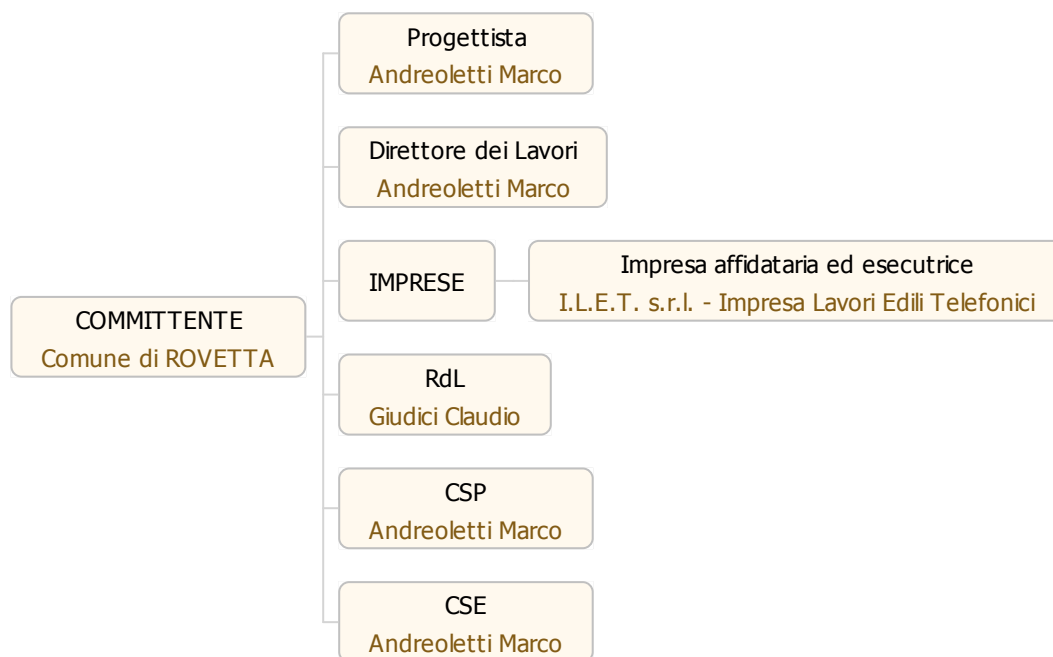 Progettista
Andreoletti Marco
Direttore dei Lavori
Andreoletti Marco
IMPRESE
Impresa affidataria ed esecutrice
I.L.E.T. s.r.l. - Impresa Lavori Edili Telefonici
COMMITTENTE
Comune di ROVETTA
RdL
Giudici Claudio
CSP
Andreoletti Marco
CSE
Andreoletti Marco